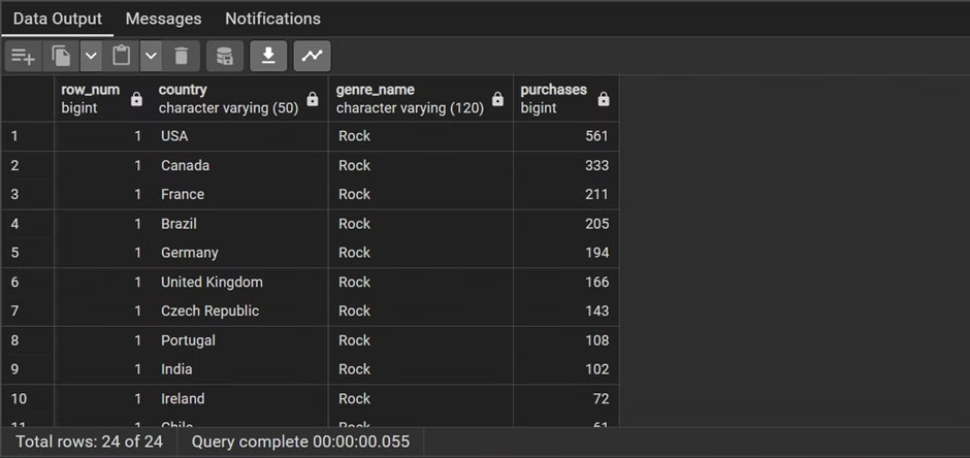 Data Output Messages Notifications
row_num country genre_name purchases
bigint character varying (50) character varying (120) bigint
1 1 USA Rock 561
2 1 Canada Rock 333
3 1 France Rock 211
4 1 Brazil Rock 205
5 1 Germany Rock 194
6 1 United Kingdom Rock 166
7 1 Czech Republic Rock 143
8 1 Portugal Rock 108
9 1 India Rock 102
10 1 Ireland Rock 72
11 1 Chile Rock 61
Total rows: 24 of 24 Query complete 00:00:00.055